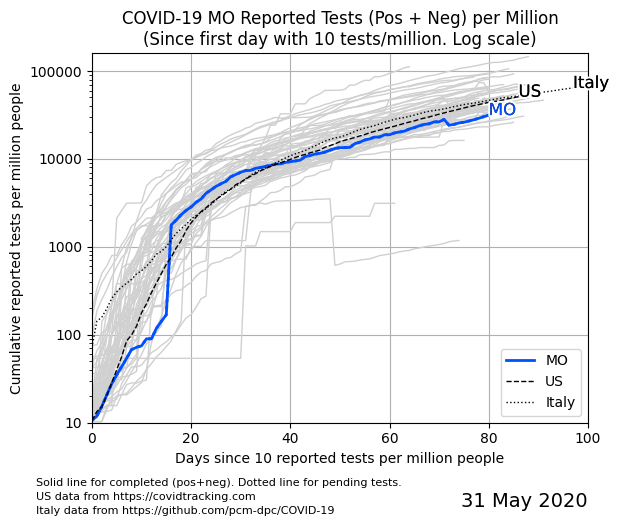 COVID-19 MO Reported Tests (Pos + Neg) per Million
(Since first day with 10 tests/million. Log scale)
Cumulative reported tests per million people
100000
10000
1000
100
10
Italy
US
MO
MO
US
Italy
0 20 40 60 80 100
Days since 10 reported tests per million people
Solid line for completed (pos+neg). Dotted line for pending tests.
US data from https://covidtracking.com
Italy data from https://github.com/pcm-dpc/COVID-19
31 May 2020